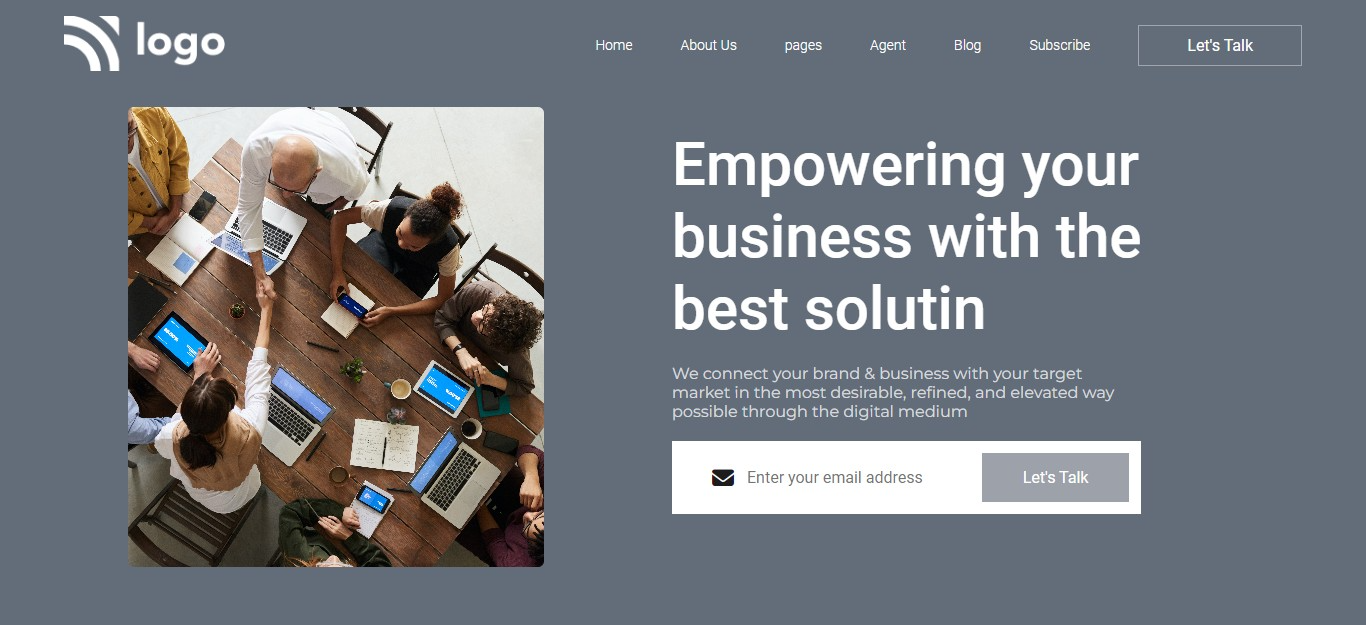 logo
Home About Us pages Agent Blog Subscribe Let's Talk
Empowering your
business with the
best solutin
We connect your brand & business with your target
market in the most desirable, refined, and elevated way
possible through the digital medium
Enter your email address Let's Talk